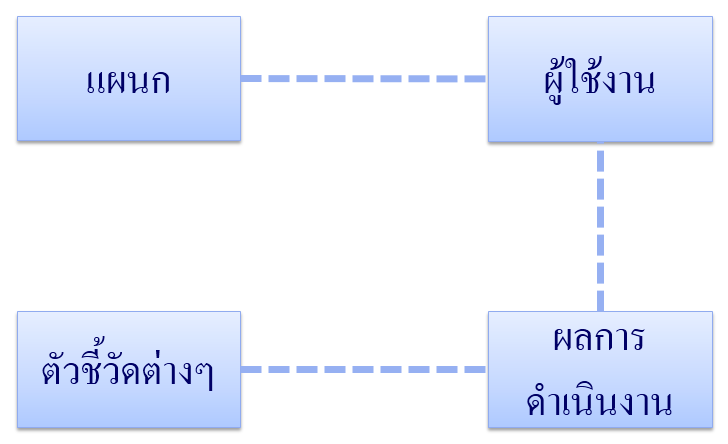 แผนก
ผู้ใช้งาน
ตัวชี้วัดต่างๆ
ผลการ
ดำเนินงาน